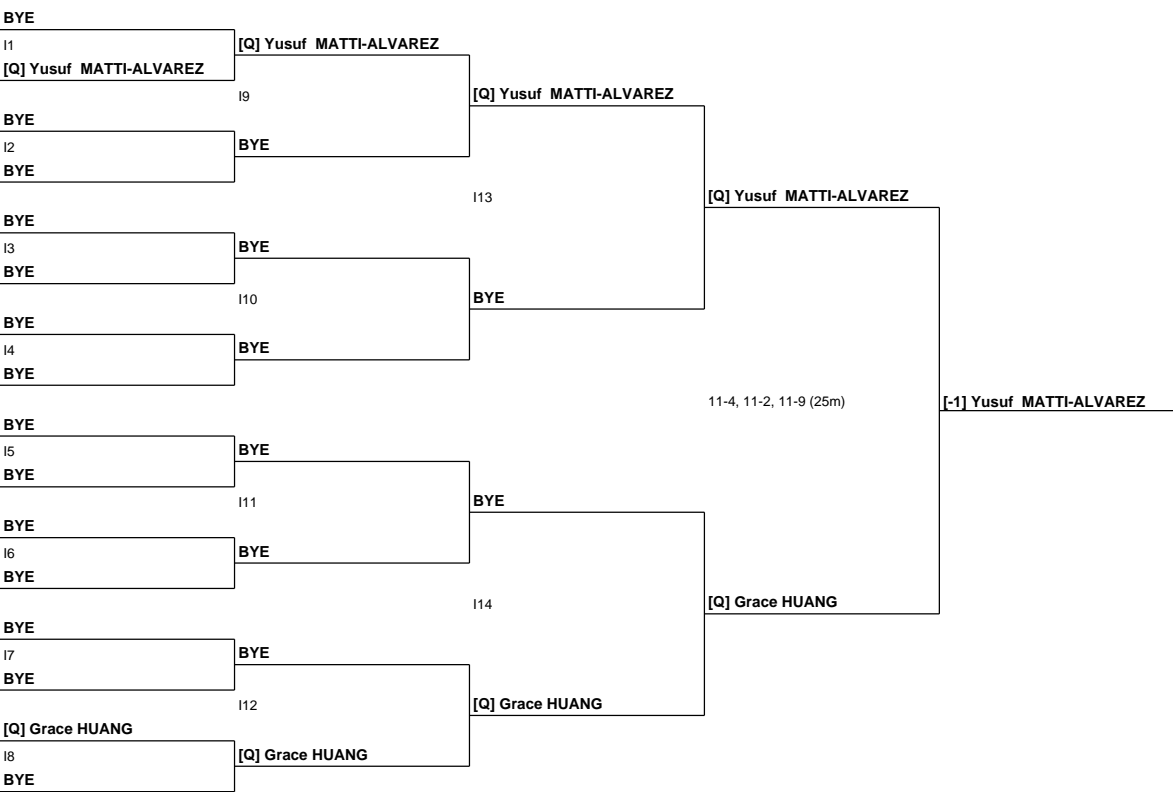 BYE
I1
[Q] Yusuf MATTI-ALVAREZ
BYE
I2
BYE
BYE
I3
BYE
BYE
I4
BYE
BYE
I5
BYE
BYE
I6
BYE
BYE
I7
BYE
[Q] Grace HUANG
I8
BYE
[Q] Yusuf MATTI-ALVAREZ
I9
BYE
BYE
I10
BYE
BYE
I11
BYE
BYE
I12
[Q] Grace HUANG
[Q] Yusuf MATTI-ALVAREZ
I13
BYE
BYE
I14
[Q] Grace HUANG
[Q] Yusuf MATTI-ALVAREZ
11-4, 11-2, 11-9 (25m)
[Q] Grace HUANG
[-1] Yusuf MATTI-ALVAREZ